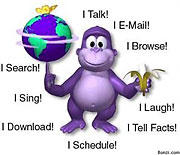 I Talk!
I E-Mail!
I Browse!
I Search!
I Sing!
I Laugh!
I Download!
I Tell Facts!
I Schedule!
Bonzi.com